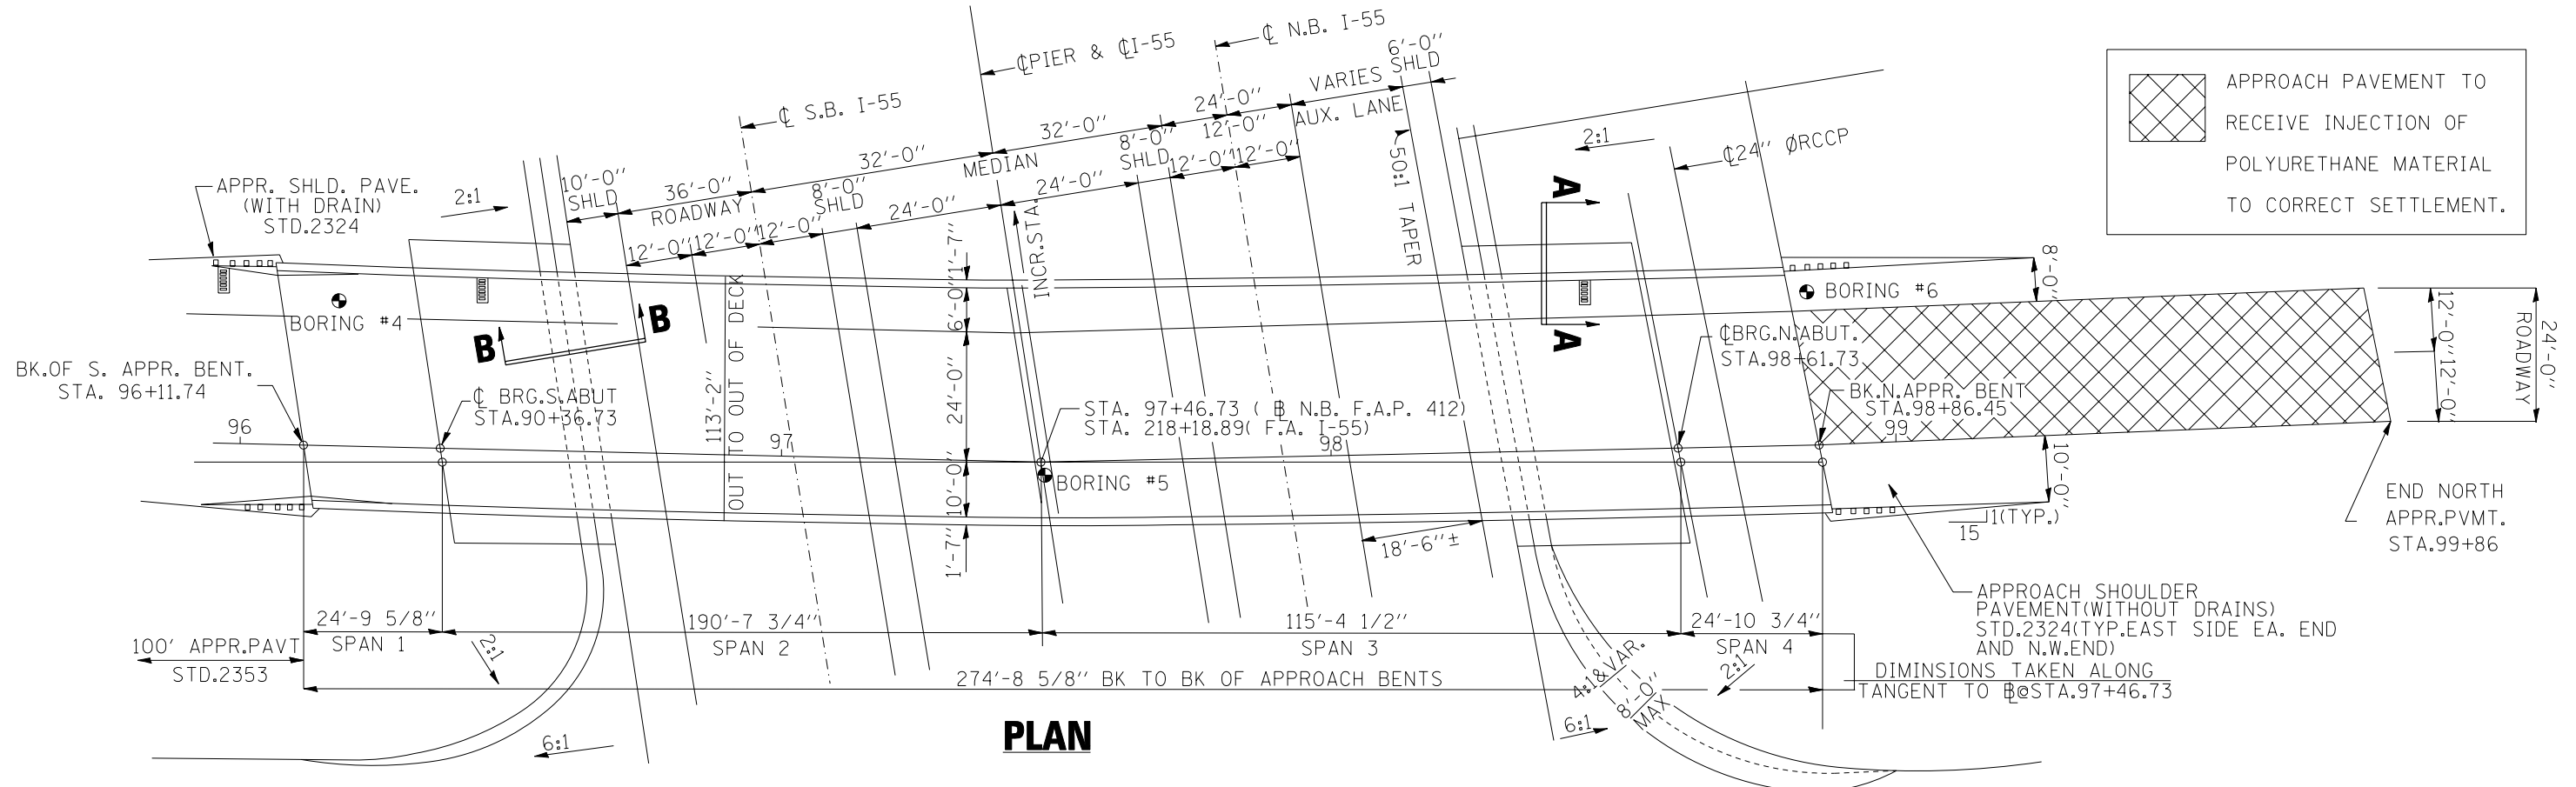 ℄ N.B. I-55
℄PIER & ℄I-55
℄ S.B. I-55
6'-0"
SHLD
VARIES
AUX. LANE
24'-0"
12'-0"
32'-0"
32'-0"
MEDIAN
8'-0"
SHLD
12'-0"
12'-0"
24'-0"
24'-0"
8'-0"
SHLD
36'-0"
ROADWAY
10'-0"
SHLD
12'-0"
12'-0"
12'-0"
50:1 TAPER
2:1
℄24" ØRCCP
APPROACH PAVEMENT TO
RECEIVE INJECTION OF
POLYURETHANE MATERIAL
TO CORRECT SETTLEMENT.
APPR. SHLD. PAVE.
(WITH DRAIN)
STD.2324
2:1
BORING #4
B
B
A
A
INCR.STA.
1'-7"
6'-0"
24'-0"
10'-0"
1'-7"
113'-2"
OUT TO OUT OF DECK
BORING #6
8'-0"
12'-0"
12'-0"
24'-0"
ROADWAY
BK.OF S. APPR. BENT.
STA. 96+11.74
℄ BRG.S.ABUT
STA.90+36.73
℄BRG.N.ABUT.
STA.98+61.73
BK.N.APPR. BENT
STA.98+86.45
96
97
98
99
STA. 97+46.73 ( ⅊ N.B. F.A.P. 412)
STA. 218+18.89( F.A. I-55)
BORING #5
10'-0"
1(TYP.)
15
END NORTH
APPR.PVMT.
STA.99+86
18'-6"±
APPROACH SHOULDER
PAVEMENT(WITHOUT DRAINS)
STD.2324(TYP.EAST SIDE EA. END
AND N.W.END)
24'-9 5/8"
SPAN 1
190'-7 3/4"
SPAN 2
115'-4 1/2"
SPAN 3
24'-10 3/4"
SPAN 4
100' APPR.PAVT
STD.2353
2:1
274'-8 5/8" BK TO BK OF APPROACH BENTS
DIMINSIONS TAKEN ALONG
TANGENT TO ⅊@STA.97+46.73
4:1&VAR.
2:1
8'-0"
MAX
6:1
6:1
PLAN